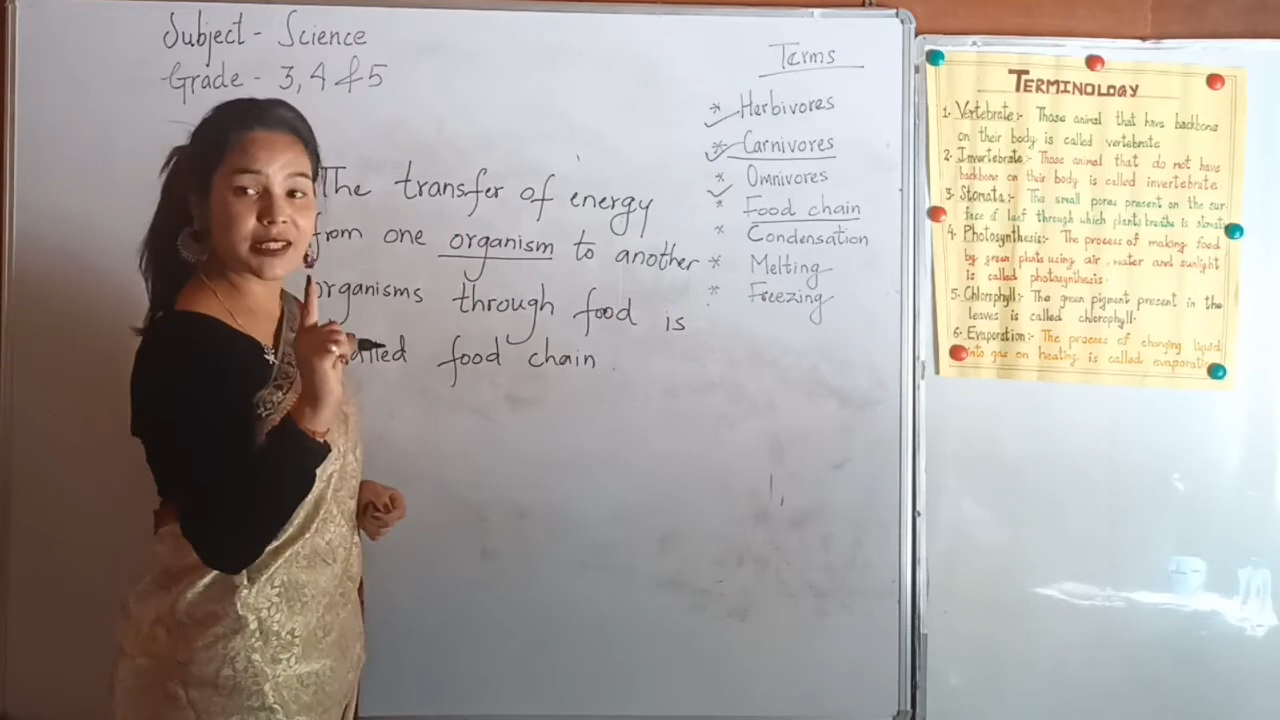 Subject - Science
Grade - 3, 4 & 5
The transfer of energy
from one organism to another
organisms through food is
called food chain
Terms
* Herbivores
* Carnivores
* Omnivores
* Food chain
* Condensation
* Melting
* Freezing
TERMINOLOGY
1. Vertebrate:- Those animal that have backbone
on their body is called vertebrate
2. Invertebrate:- Those animal that do not have
backbone on their body is called invertebrate
3. Stomata:- The small pores present on the sur-
face of leaf through which plants breathe is stomata
4. Photosynthesis:- The process of making food
by green plants using air, water and sunlight
is called photosynthesis.
5. Chlorophyll:- The green pigment present in the
leaves is called chlorophyll.
6. Evaporation:- The process of changing liquid
into gas on heating is called evaporation